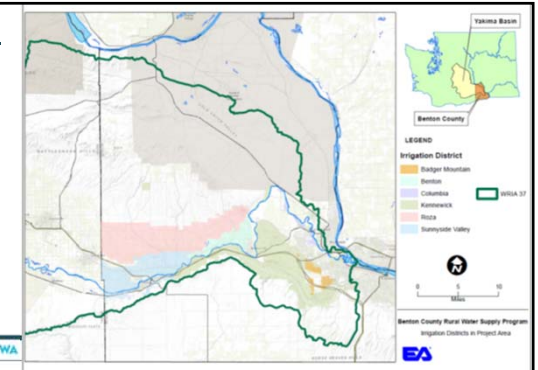 Yakima Basin
Benton County
LEGEND
Irrigation District
Badger Mountain
Benton
Columbia
Kennewick
Roza
Sunnyside Valley
WRIA 37
N
0 5 10
Miles
Benton County Rural Water Supply Program
Irrigation Districts in Project Area
EA
WA